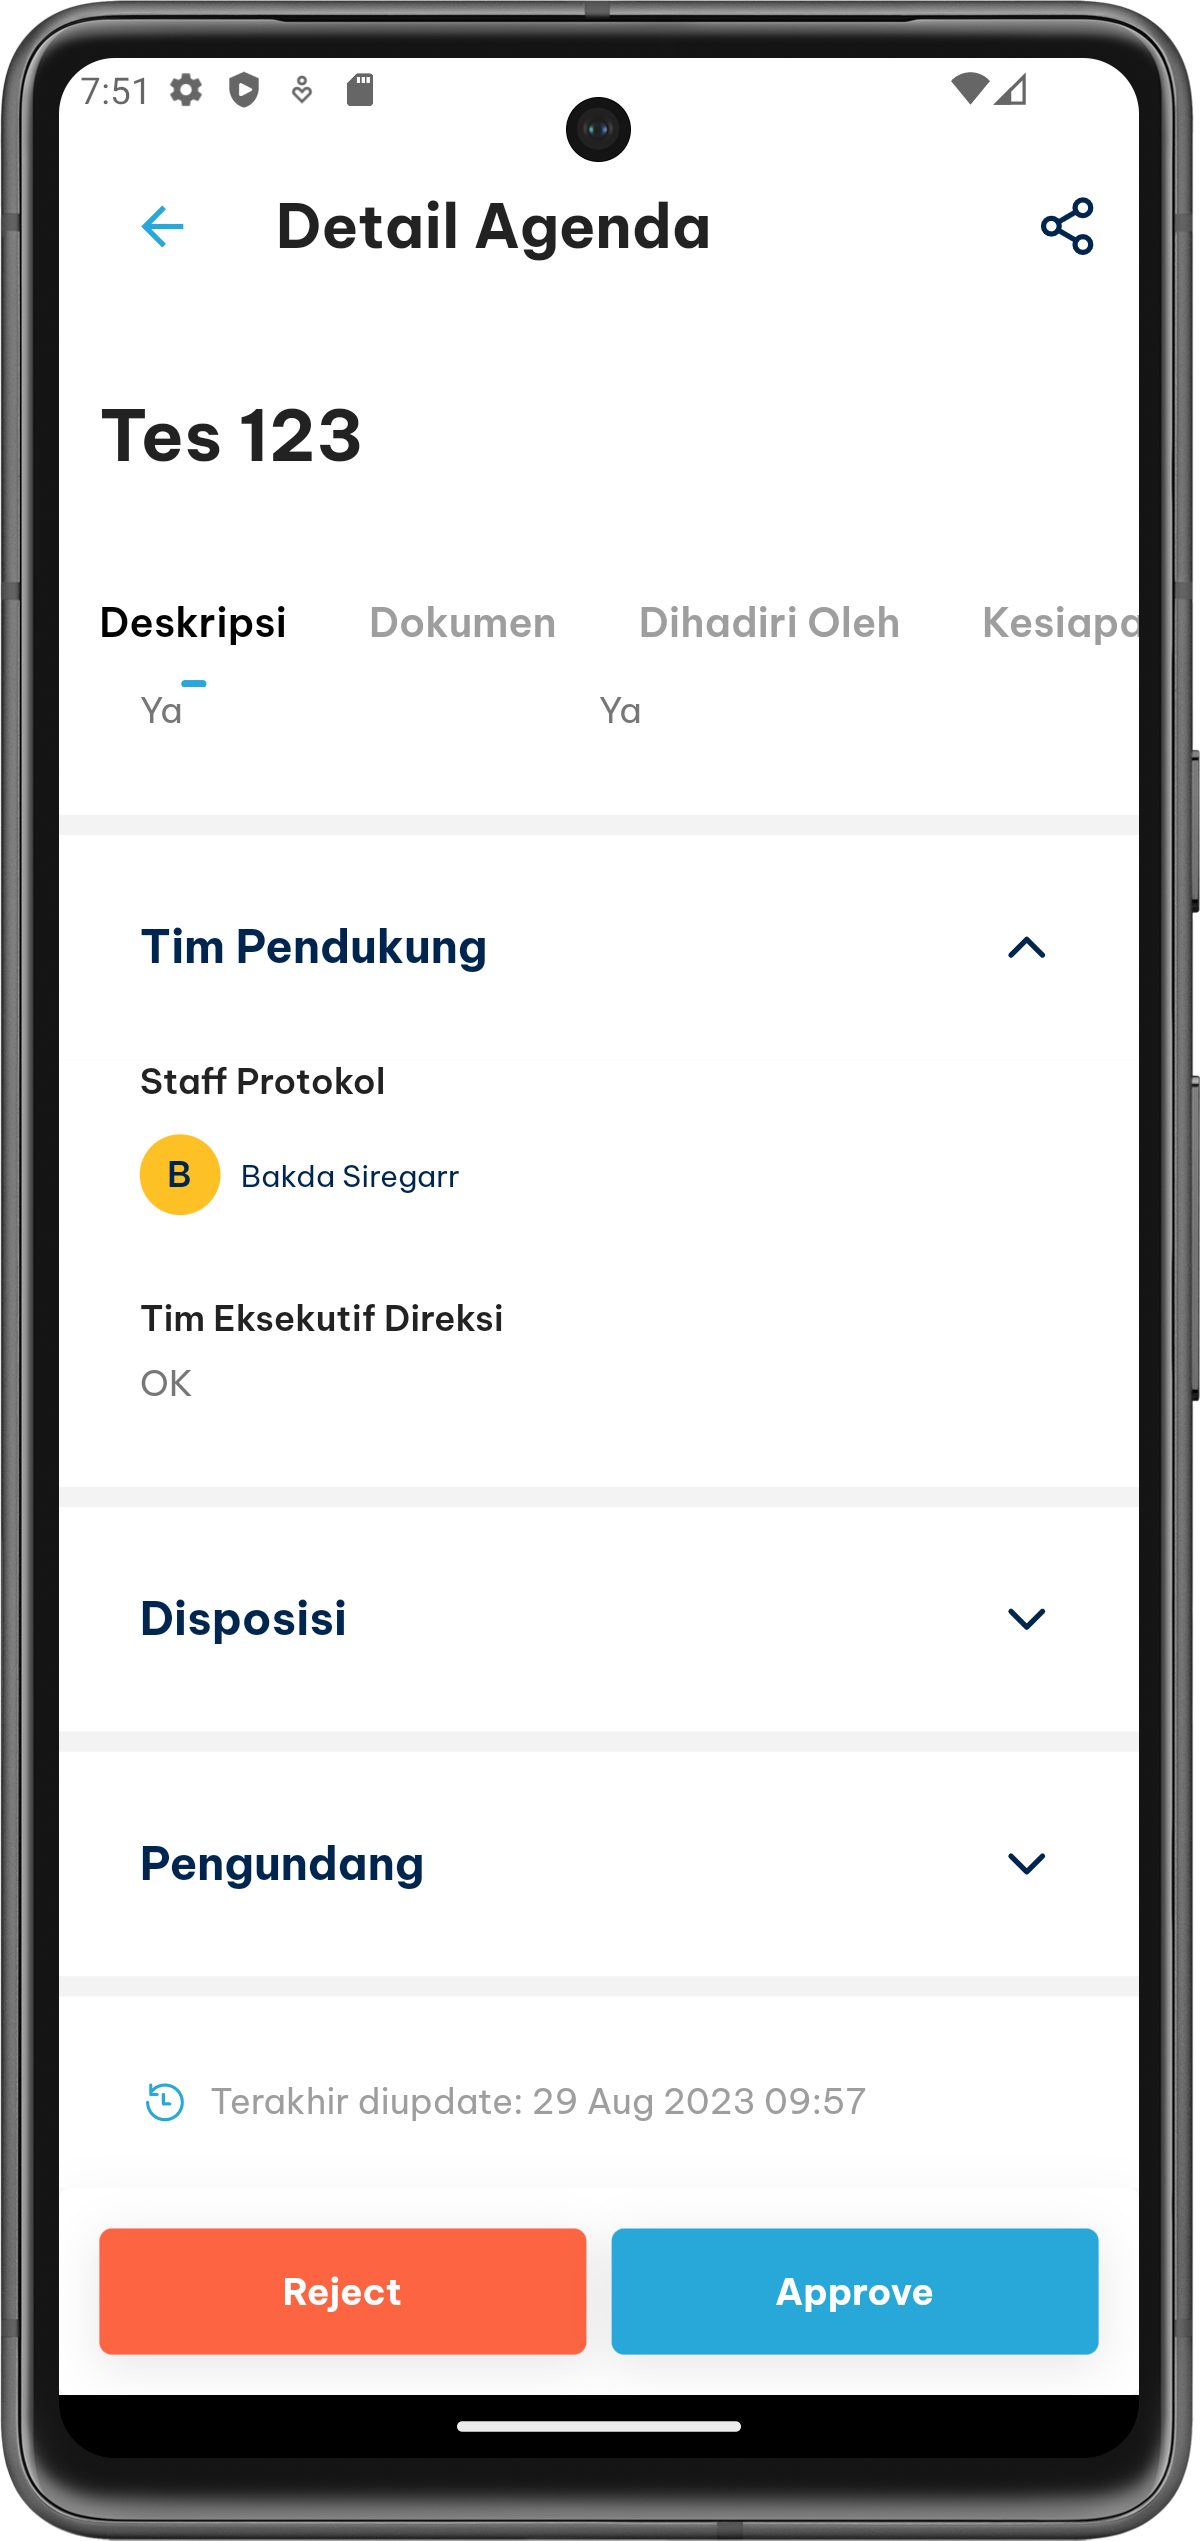 7:51
Detail Agenda
Tes 123
Deskripsi Dokumen Dihadiri Oleh Kesiapa
Ya Ya
Tim Pendukung
Staff Protokol
B Bakda Siregarr
Tim Eksekutif Direksi
OK
Disposisi
Pengundang
Terakhir diupdate: 29 Aug 2023 09:57
Reject Approve